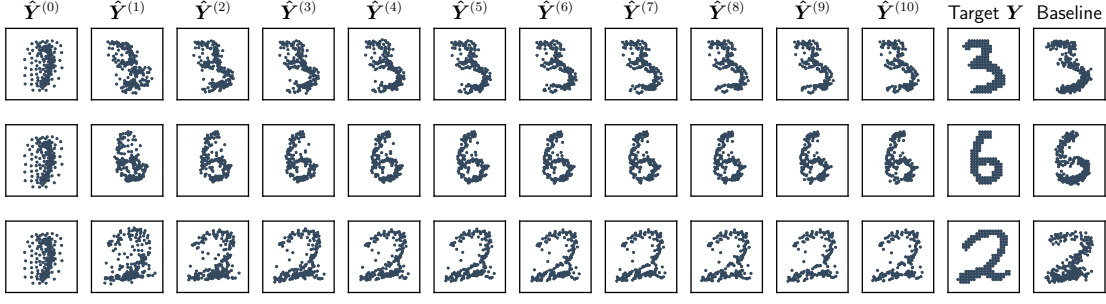 Ŷ⁽⁰⁾ Ŷ⁽¹⁾ Ŷ⁽²⁾ Ŷ⁽³⁾ Ŷ⁽⁴⁾ Ŷ⁽⁵⁾ Ŷ⁽⁶⁾ Ŷ⁽⁷⁾ Ŷ⁽⁸⁾ Ŷ⁽⁹⁾ Ŷ⁽¹⁰⁾ Target Y Baseline